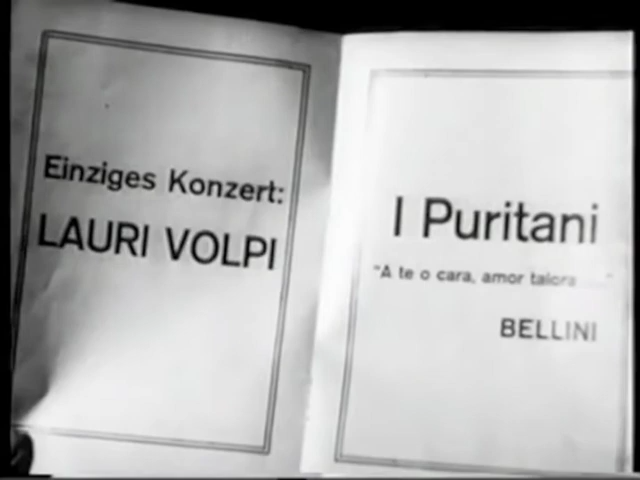 Einziges Konzert:
LAURI VOLPI
I Puritani
"A te o cara, amor talora ....."
BELLINI